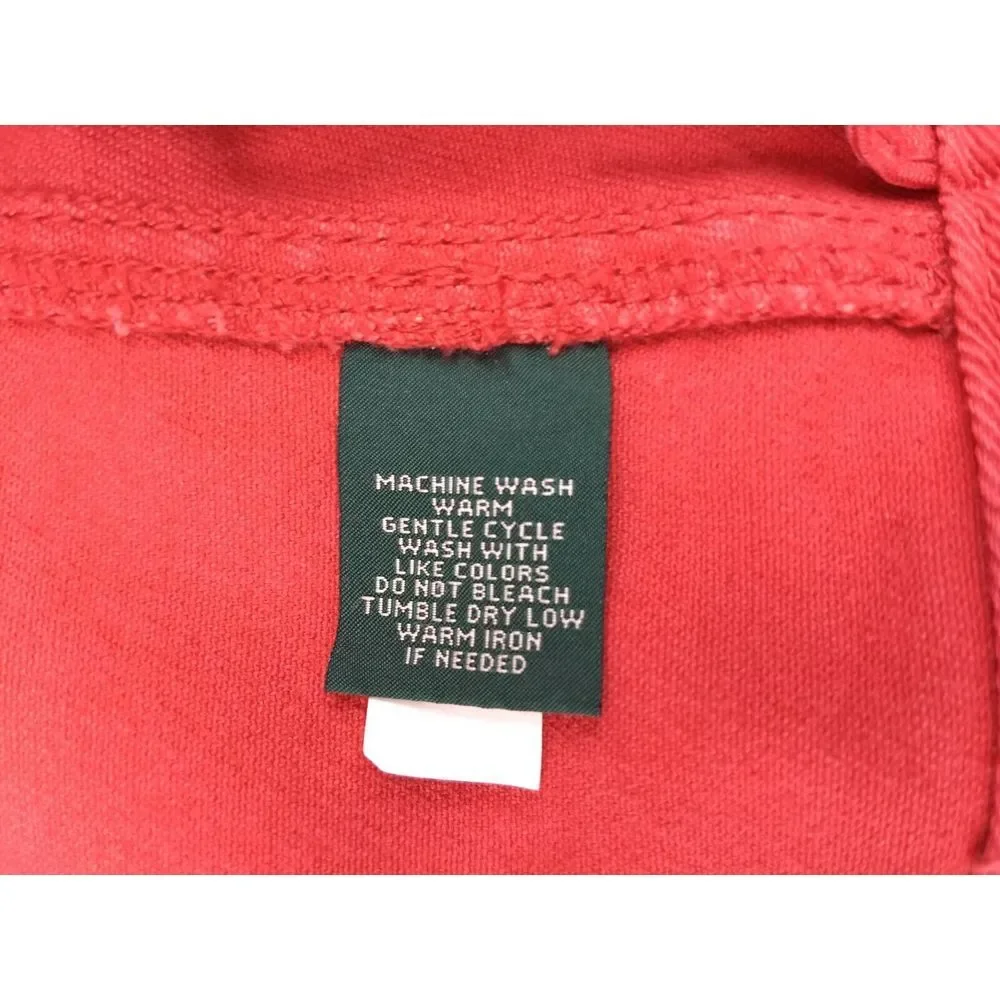 MACHINE WASH
WARM
GENTLE CYCLE
WASH WITH
LIKE COLORS
DO NOT BLEACH
TUMBLE DRY LOW
WARM IRON
IF NEEDED